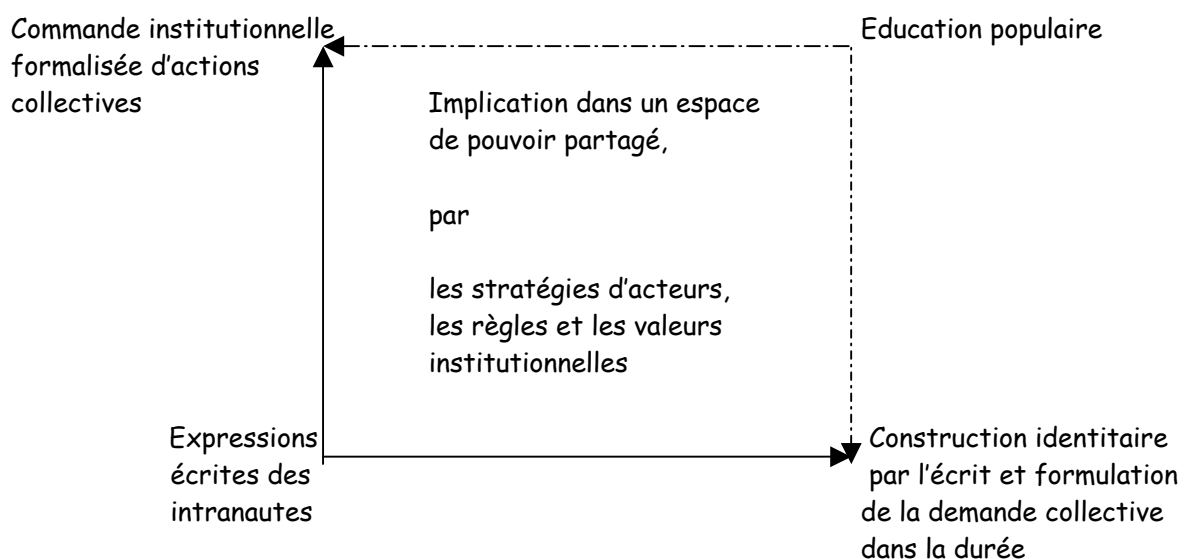 Commande institutionnelle
formalisée d'actions
collectives
Education populaire
Implication dans un espace
de pouvoir partagé,
par
les stratégies d'acteurs,
les règles et les valeurs
institutionnelles
Expressions
écrites des
intranautes
Construction identitaire
par l'écrit et formulation
de la demande collective
dans la durée